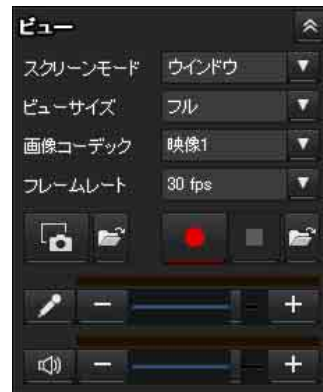 ビュー
スクリーンモード ウインドウ
ビューサイズ フル
画像コーデック 映像1
フレームレート 30 fps